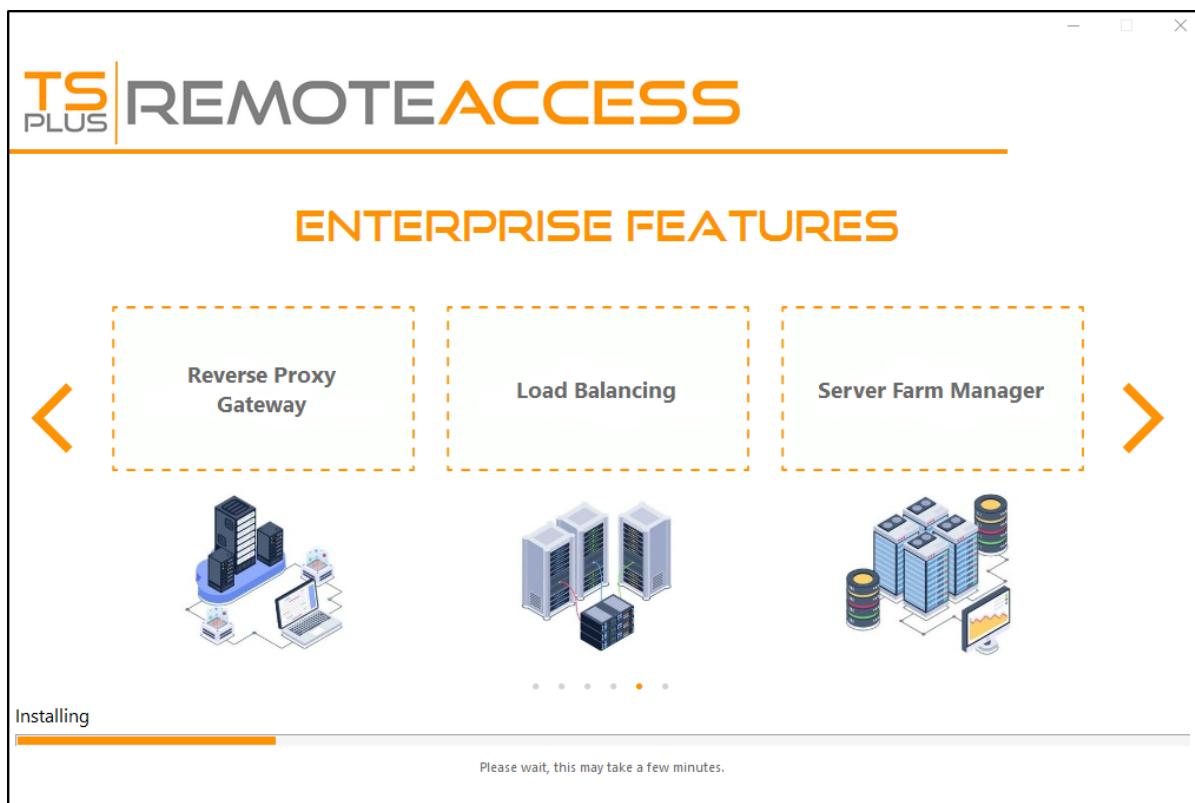 TS
PLUS
REMOTEACCESS
ENTERPRISE FEATURES
Reverse Proxy
Gateway
Load Balancing
Server Farm Manager
Installing
Please wait, this may take a few minutes.